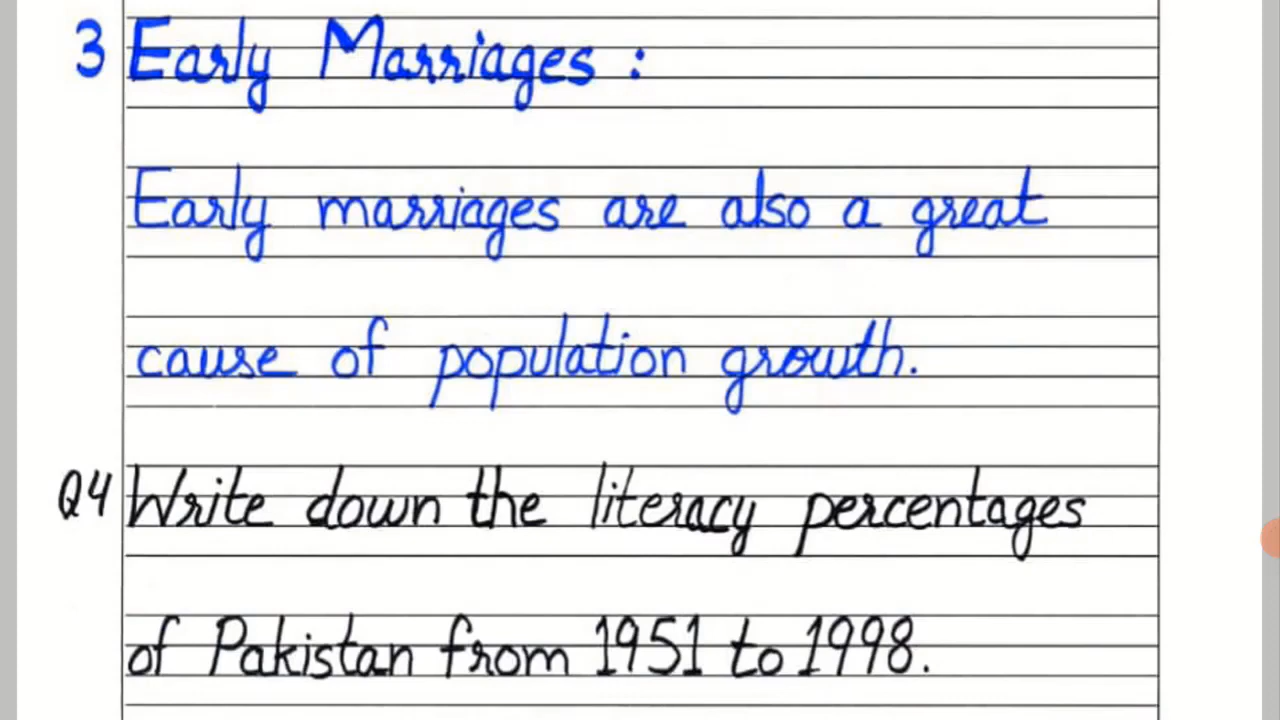 3 Early Marriages :
Early marriages are also a great
cause of population growth.
Q4 Write down the literacy percentages
of Pakistan from 1951 to 1998.